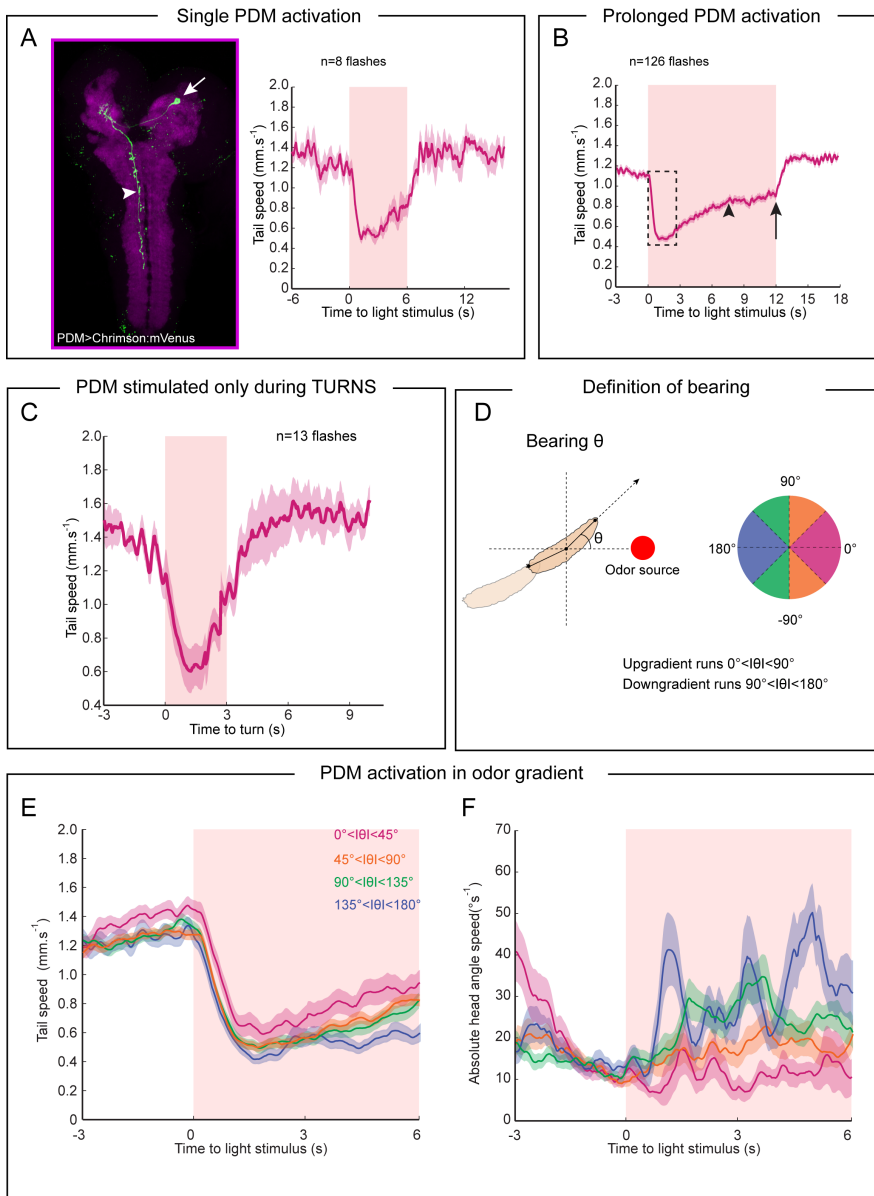 Single PDM activation
A
PDM>Chrimson:mVenus
n=8 flashes
Tail speed (mm.s-1)
2.0
1.8
1.6
1.4
1.2
1.0
0.8
0.6
0.4
0.2
0
-6
0
6
12
Time to light stimulus (s)
Prolonged PDM activation
B
n=126 flashes
Tail speed (mm.s-1)
2.0
1.8
1.6
1.4
1.2
1.0
0.8
0.6
0.4
0.2
0
-3
0
3
6
9
12
15
18
Time to light stimulus (s)
PDM stimulated only during TURNS
C
n=13 flashes
Tail speed (mm.s-1)
2.0
1.8
1.6
1.4
1.2
1.0
0.8
0.6
0.4
-3
0
3
6
9
Time to turn (s)
Definition of bearing
D
Bearing θ
θ
Odor source
90°
180°
0°
-90°
Upgradient runs 0°<IθI<90°
Downgradient runs 90°<IθI<180°
PDM activation in odor gradient
E
Tail speed (mm.s-1)
2.0
1.8
1.6
1.4
1.2
1.0
0.8
0.6
0.4
0.2
0
0°<IθI<45°
45°<IθI<90°
90°<IθI<135°
135°<IθI<180°
-3
0
3
6
Time to light stimulus (s)
F
Absolute head angle speed(°s-1)
70
60
50
40
30
20
10
0
-3
0
3
6
Time to light stimulus (s)